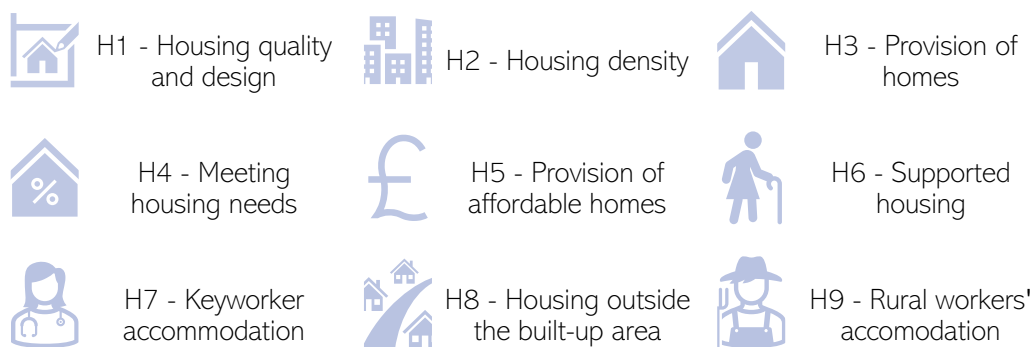 H1 - Housing quality
and design
H2 - Housing density
H3 - Provision of
homes
H4 - Meeting
housing needs
H5 - Provision of
affordable homes
H6 - Supported
housing
H7 - Keyworker
accommodation
H8 - Housing outside
the built-up area
H9 - Rural workers'
accomodation
%
£